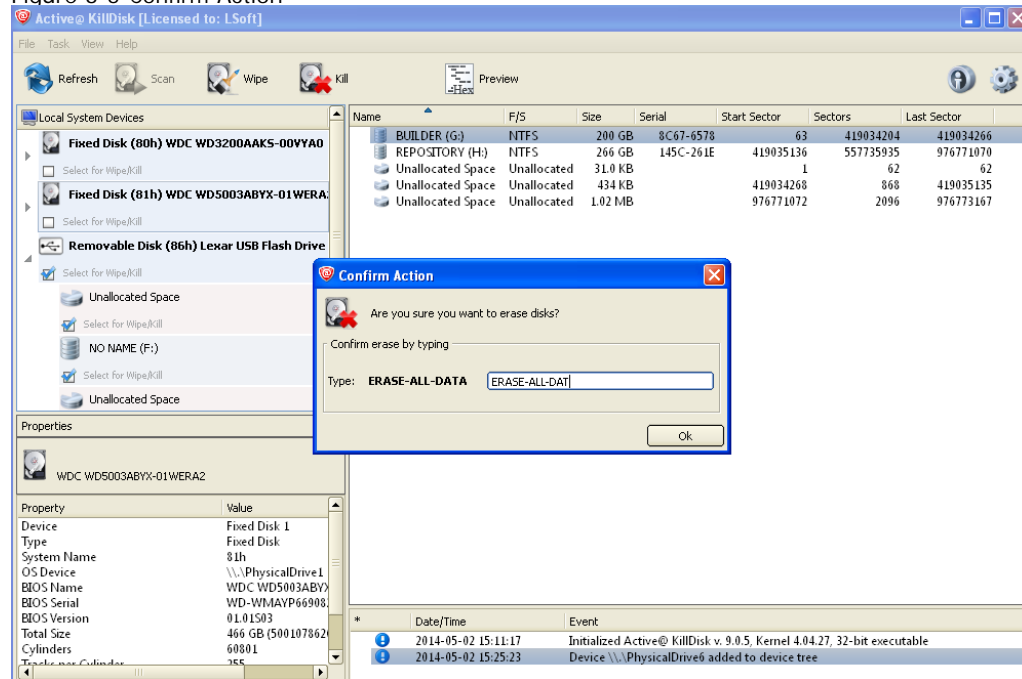 Figure 3-3 Confirm Action
Active@ KillDisk [Licensed to: LSoft]
File Task View Help
Refresh Scan Wipe Kill Preview
Local System Devices
Fixed Disk (80h) WDC WD3200AAKS-00VYA0
Select for Wipe/Kill
Fixed Disk (81h) WDC WD5003ABYX-01WERA
Select for Wipe/Kill
Removable Disk (86h) Lexar USB Flash Drive
Select for Wipe/Kill
Unallocated Space
Select for Wipe/Kill
NO NAME (F:)
Select for Wipe/Kill
Unallocated Space
Name F/S Size Serial Start Sector Sectors Last Sector
BUILDER (G:) NTFS 200 GB 8C67-6578 63 419034204 419034266
REPOSITORY (H:) NTFS 266 GB 145C-261E 419035136 557735935 976771070
Unallocated Space Unallocated 31.0 KB 1 62 62
Unallocated Space Unallocated 434 KB 419034268 868 419035135
Unallocated Space Unallocated 1.02 MB 976771072 2096 976773167
Confirm Action
Are you sure you want to erase disks?
Confirm erase by typing
Type: ERASE-ALL-DATA ERASE-ALL-DAT
Ok
Properties
WDC WD5003ABYX-01WERA2
Property Value
Device Fixed Disk 1
Type Fixed Disk
System Name 81h
OS Device \\.\PhysicalDrive1
BIOS Name WDC WD5003ABY
BIOS Serial WD-WMAYP66908
BIOS Version 01.01S03
Total Size 466 GB (500107862
Cylinders 60801
Tracks per Cylinder 255
* Date/Time Event
2014-05-02 15:11:17 Initialized Active@ KillDisk v. 9.0.5, Kernel 4.04.27, 32-bit executable
2014-05-02 15:25:23 Device \\.\PhysicalDrive6 added to device tree